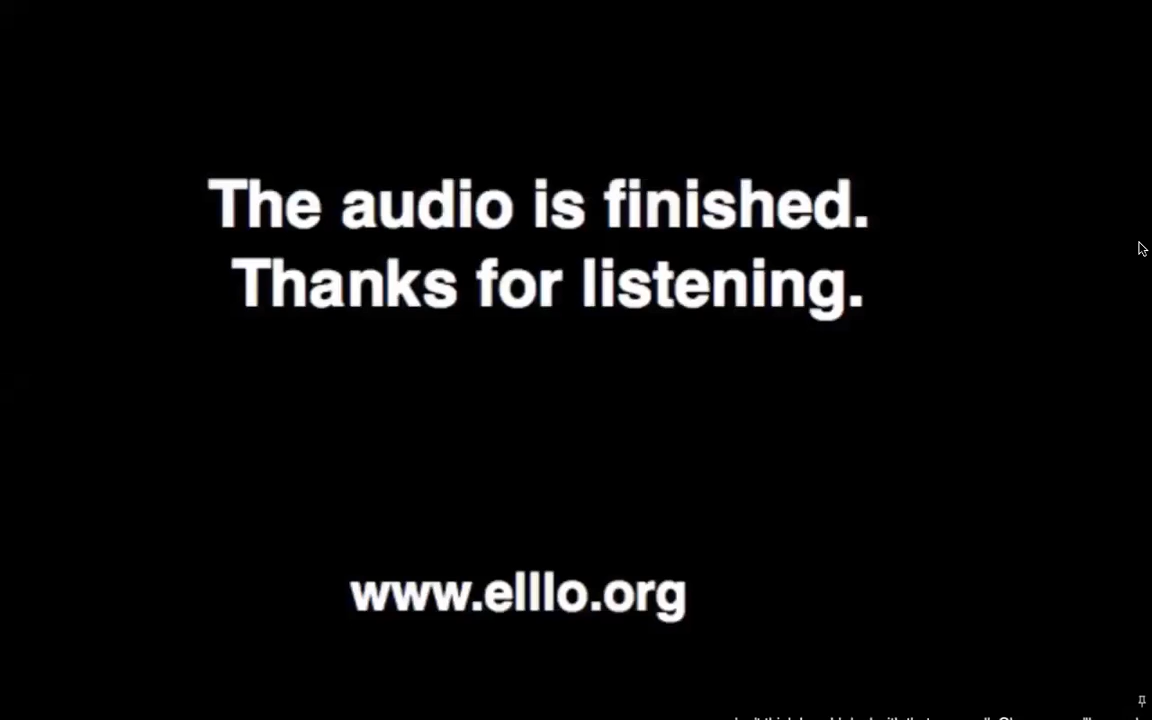 The audio is finished.
Thanks for listening.
www.elllo.org